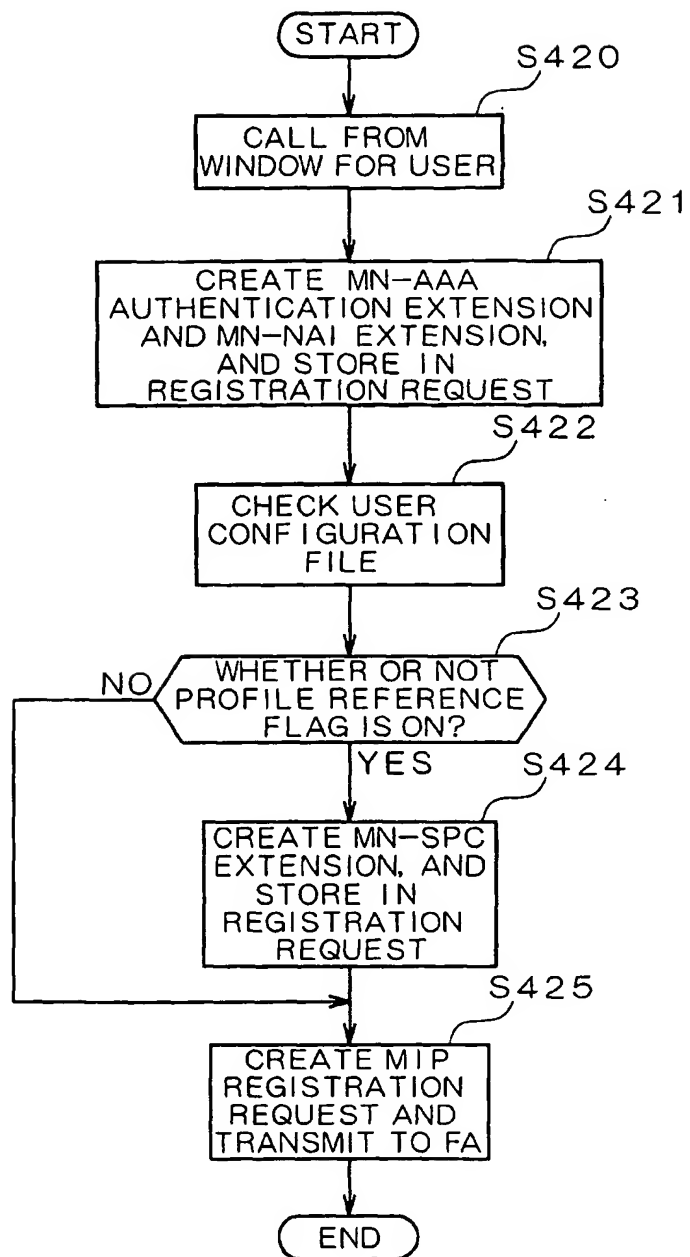 START
S420
CALL FROM
WINDOW FOR USER
S421
CREATE MN-AAA
AUTHENTICATION EXTENSION
AND MN-NAI EXTENSION,
AND STORE IN
REGISTRATION REQUEST
S422
CHECK USER
CONFIGURATION
FILE
S423
WHETHER OR NOT
PROFILE REFERENCE
FLAG IS ON?
NO
YES
S424
CREATE MN-SPC
EXTENSION, AND
STORE IN
REGISTRATION
REQUEST
S425
CREATE MIP
REGISTRATION
REQUEST AND
TRANSMIT TO FA
END